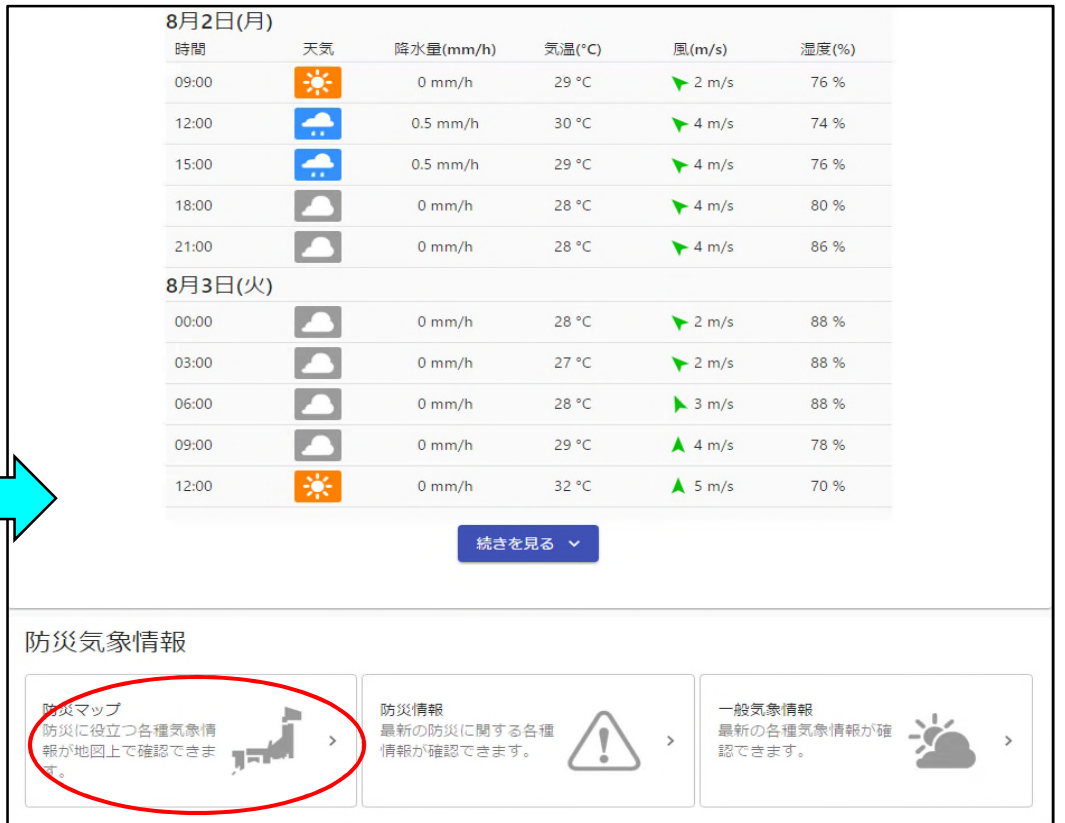 8月2日(月)
時間 天気 降水量(mm/h) 気温(°C) 風(m/s) 湿度(%)
09:00 0 mm/h 29 °C 2 m/s 76 %
12:00 0.5 mm/h 30 °C 4 m/s 74 %
15:00 0.5 mm/h 29 °C 4 m/s 76 %
18:00 0 mm/h 28 °C 4 m/s 80 %
21:00 0 mm/h 28 °C 4 m/s 86 %
8月3日(火)
00:00 0 mm/h 28 °C 2 m/s 88 %
03:00 0 mm/h 27 °C 2 m/s 88 %
06:00 0 mm/h 28 °C 3 m/s 88 %
09:00 0 mm/h 29 °C 4 m/s 78 %
12:00 0 mm/h 32 °C 5 m/s 70 %
続きを見る
防災気象情報
防災マップ
防災に役立つ各種気象情
報が地図上で確認できま
す。
防災情報
最新の防災に関する各種
情報が確認できます。
一般気象情報
最新の各種気象情報が確
認できます。